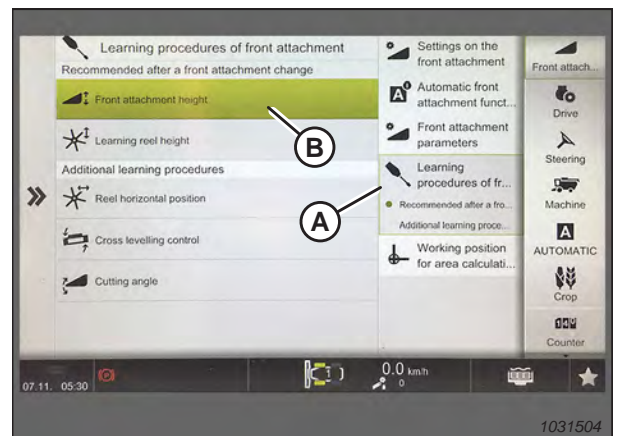 Learning procedures of front attachment
Recommended after a front attachment change
Front attachment height
Learning reel height
Additional learning procedures
Reel horizontal position
Cross levelling control
Cutting angle
B
A
Settings on the
front attachment
Automatic front
attachment funct...
Front attachment
parameters
Learning
procedures of fr...
Recommended after a fro...
Additional learning proce...
Working position
for area calculati...
Front attach...
Drive
Steering
Machine
A
AUTOMATIC
Crop
Counter
07.11. 05:30
1
0.0 km/h
0
1031504